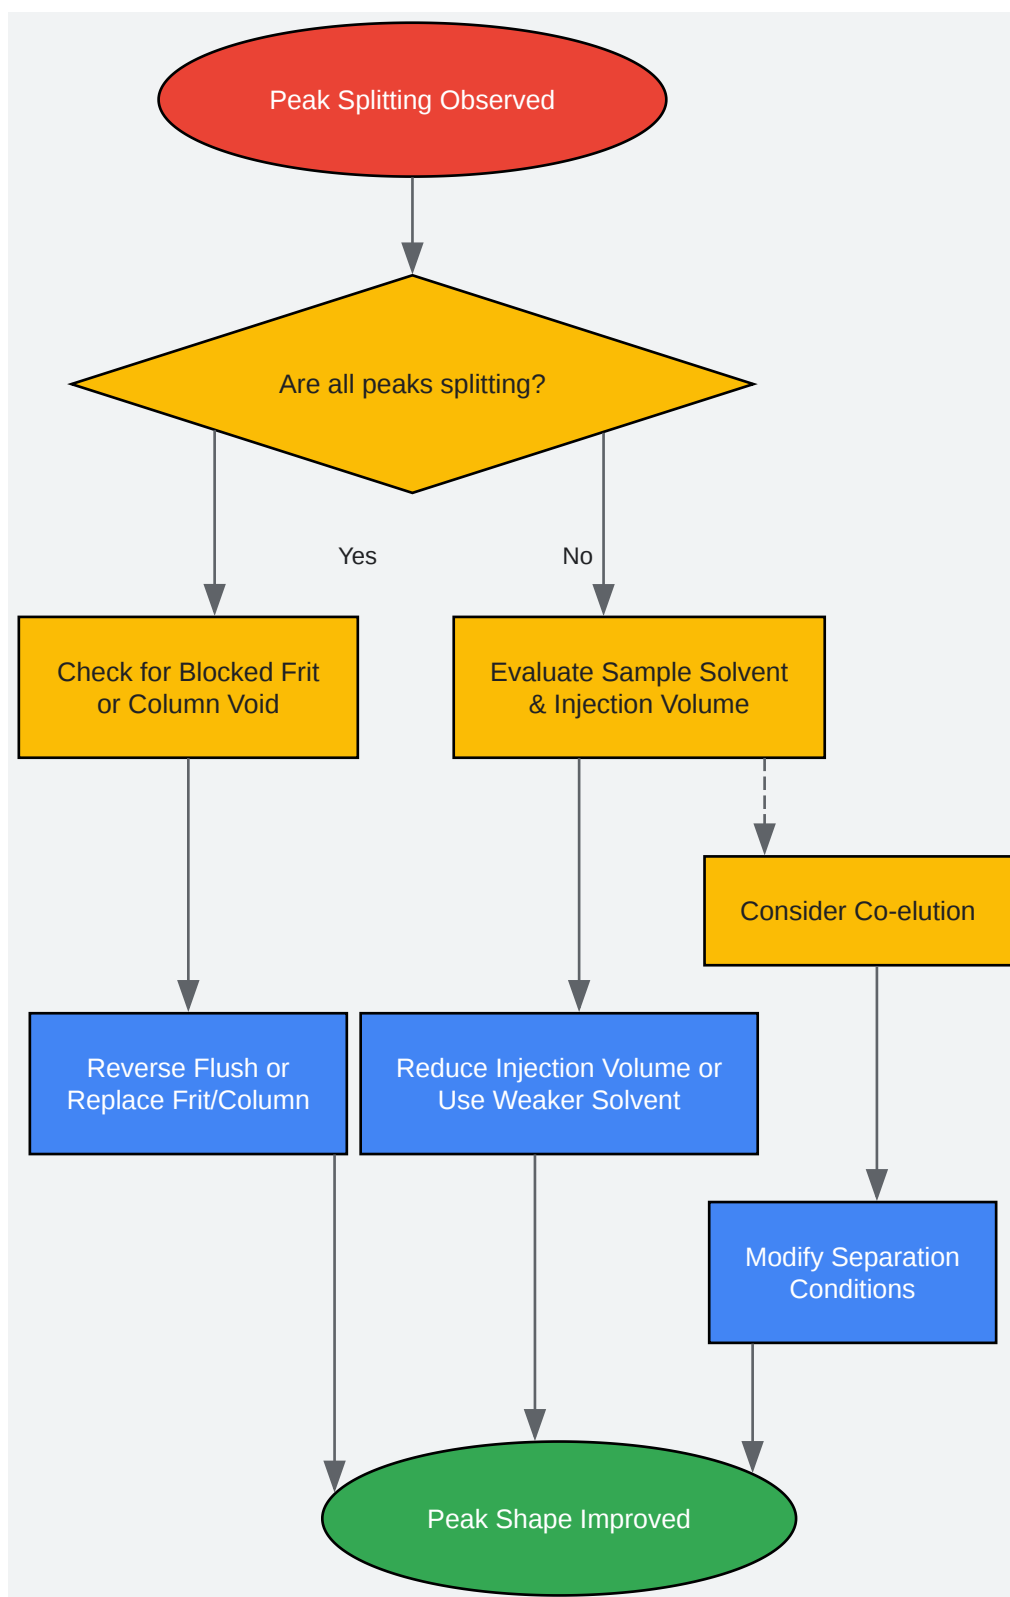 Peak Splitting Observed
Are all peaks splitting?
Yes
No
Check for Blocked Frit
or Column Void
Evaluate Sample Solvent
& Injection Volume
Consider Co-elution
Reverse Flush or
Replace Frit/Column
Reduce Injection Volume or
Use Weaker Solvent
Modify Separation
Conditions
Peak Shape Improved